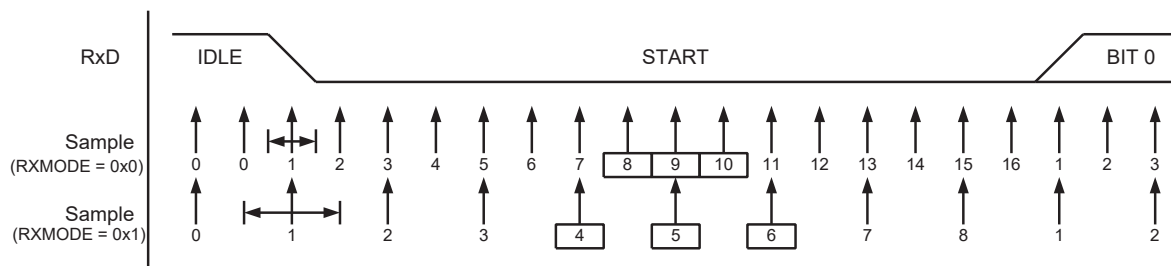 RxD IDLE START BIT 0
Sample
(RXMODE = 0x0) 0 0 1 2 3 4 5 6 7 8 9 10 11 12 13 14 15 16 1 2 3
Sample
(RXMODE = 0x1) 0 1 2 3 4 5 6 7 8 1 2